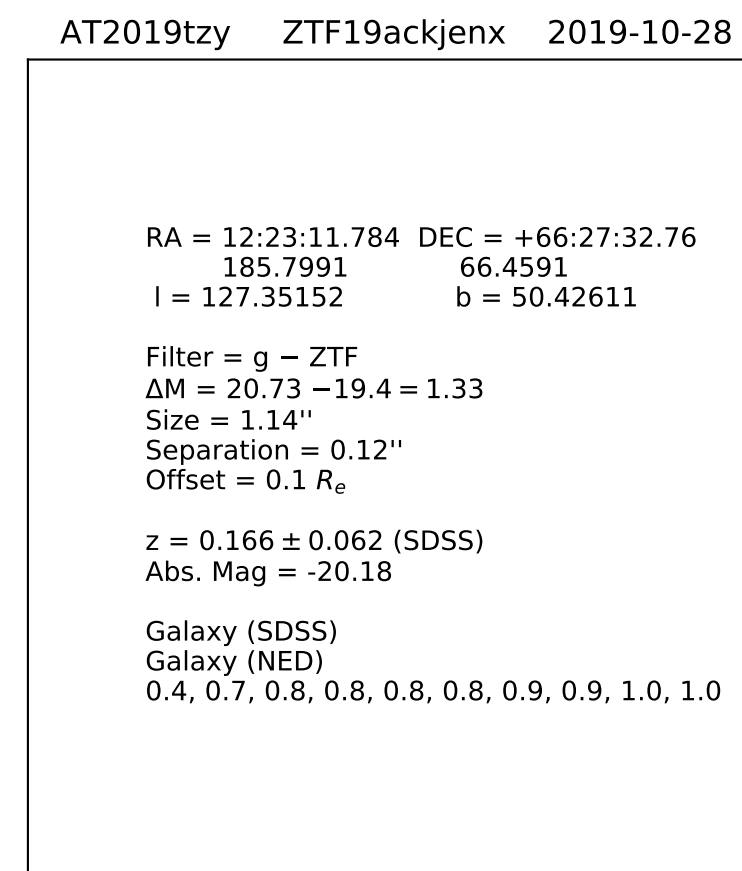 AT2019tzy ZTF19ackjenx 2019-10-28
RA = 12:23:11.784 DEC = +66:27:32.76
185.7991 66.4591
l = 127.35152 b = 50.42611
Filter = g − ZTF
ΔM = 20.73 −19.4 = 1.33
Size = 1.14''
Separation = 0.12''
Offset = 0.1 Re
z = 0.166 ± 0.062 (SDSS)
Abs. Mag = -20.18
Galaxy (SDSS)
Galaxy (NED)
0.4, 0.7, 0.8, 0.8, 0.8, 0.8, 0.9, 0.9, 1.0, 1.0